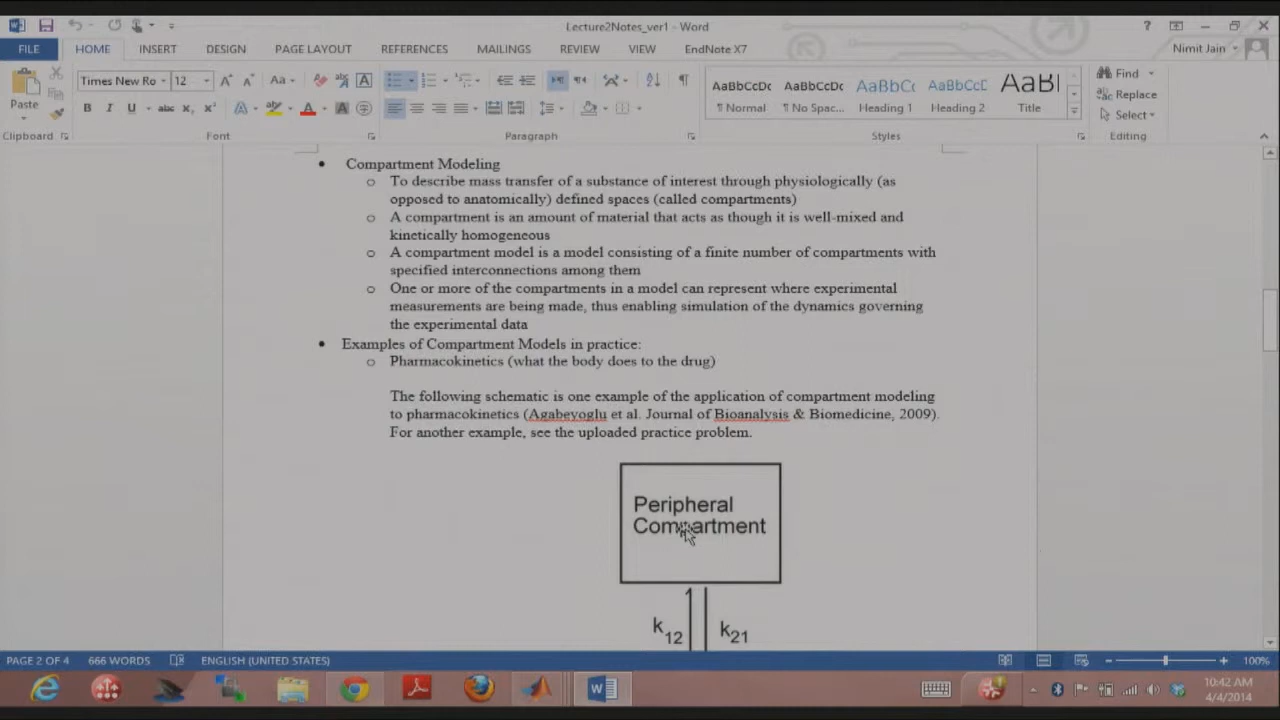 Lecture2Notes_ver1 - Word
FILE HOME INSERT DESIGN PAGE LAYOUT REFERENCES MAILINGS REVIEW VIEW EndNote X7
Nimit Jain
Times New Ro 12
Paste
Clipboard Font Paragraph Styles Editing
AaBbCcDc AaBbCcDc AaBbCc AaBbCcD AaBl
¶ Normal ¶ No Spac... Heading 1 Heading 2 Title
Find
Replace
Select
• Compartment Modeling
o To describe mass transfer of a substance of interest through physiologically (as
opposed to anatomically) defined spaces (called compartments)
o A compartment is an amount of material that acts as though it is well-mixed and
kinetically homogeneous
o A compartment model is a model consisting of a finite number of compartments with
specified interconnections among them
o One or more of the compartments in a model can represent where experimental
measurements are being made, thus enabling simulation of the dynamics governing
the experimental data
• Examples of Compartment Models in practice:
o Pharmacokinetics (what the body does to the drug)
The following schematic is one example of the application of compartment modeling
to pharmacokinetics (Agabeyoglu et al. Journal of Bioanalysis & Biomedicine, 2009).
For another example, see the uploaded practice problem.
Peripheral
Compartment
k12 k21
PAGE 2 OF 4 666 WORDS ENGLISH (UNITED STATES) 100%
10:42 AM
4/4/2014